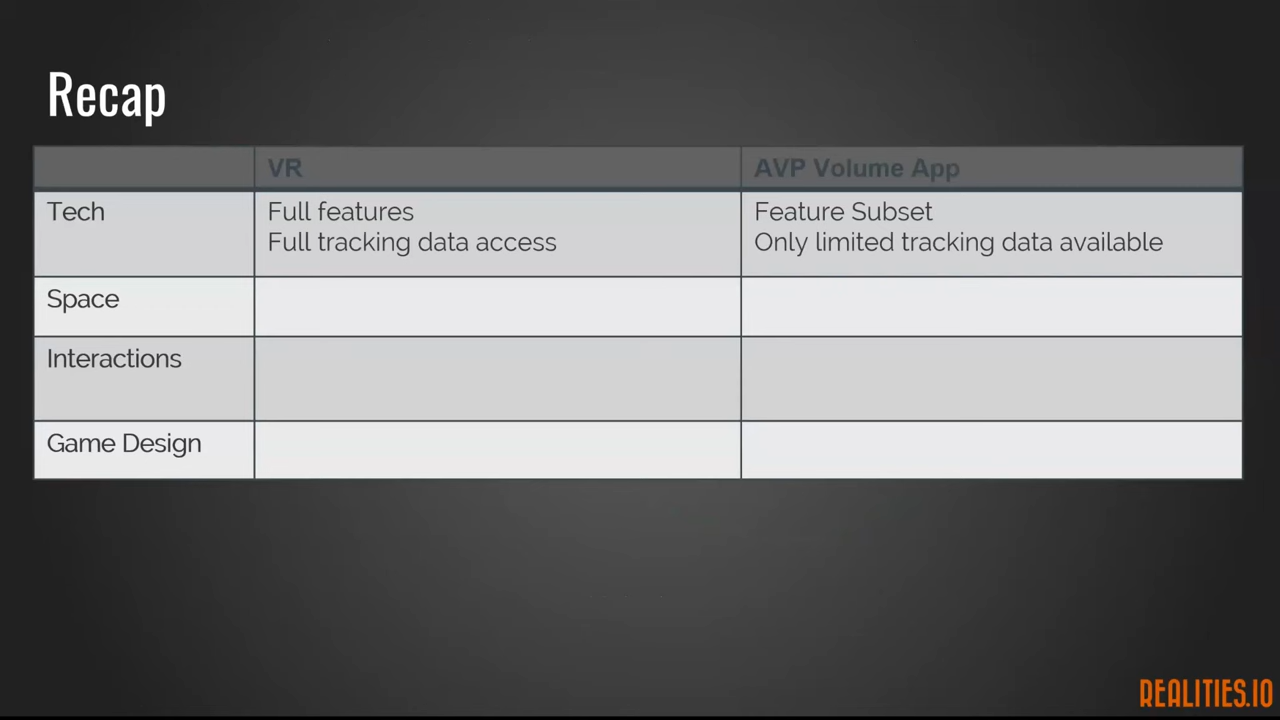 Recap
VR
AVP Volume App
Tech
Full features
Full tracking data access
Feature Subset
Only limited tracking data available
Space
Interactions
Game Design
REALITIES.IO